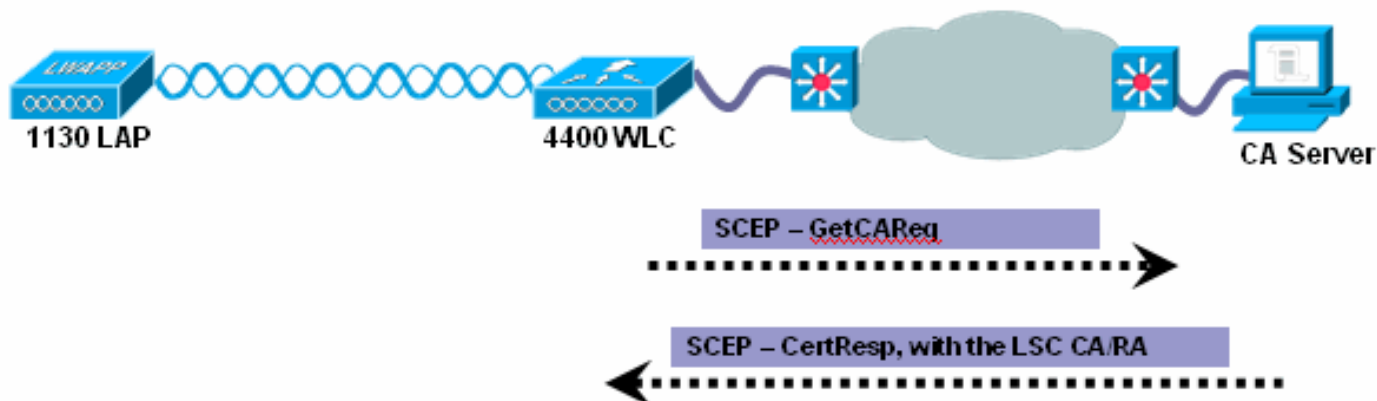 LWAPP
1130 LAP
4400 WLC
CA Server
SCEP – GetCAReq
SCEP – CertResp, with the LSC CA/RA